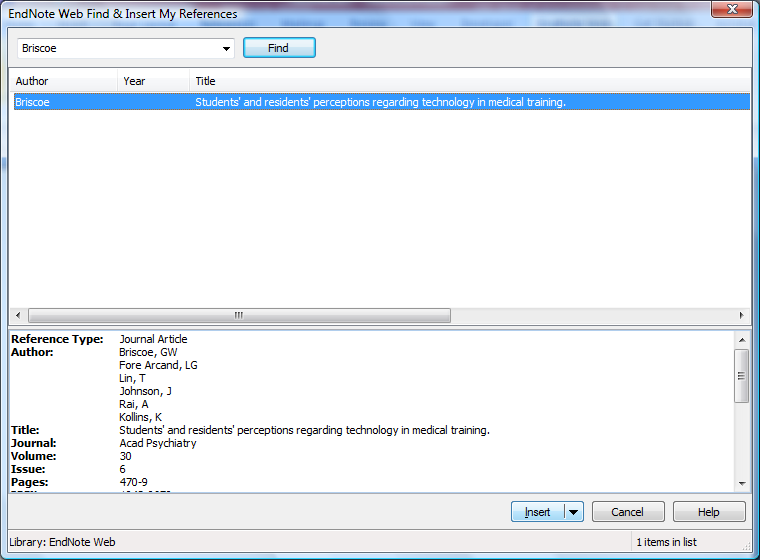 EndNote Web Find & Insert My References
Briscoe Find
Author Year Title
Briscoe Students' and residents' perceptions regarding technology in medical training.
Reference Type: Journal Article
Author: Briscoe, GW
Fore Arcand, LG
Lin, T
Johnson, J
Rai, A
Kollins, K
Title: Students' and residents' perceptions regarding technology in medical training.
Journal: Acad Psychiatry
Volume: 30
Issue: 6
Pages: 470-9
Insert Cancel Help
Library: EndNote Web 1 items in list